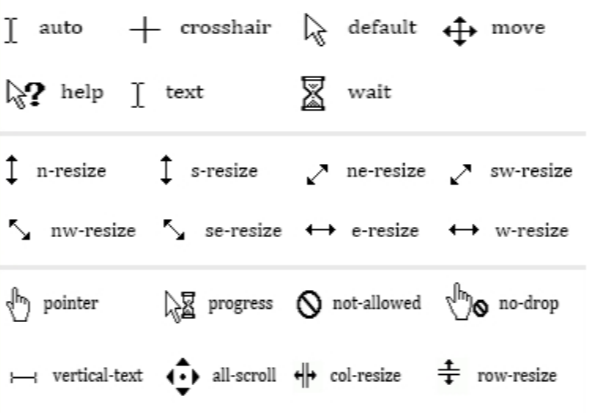 auto crosshair default move
help text wait
n-resize s-resize ne-resize sw-resize
nw-resize se-resize e-resize w-resize
pointer progress not-allowed no-drop
vertical-text all-scroll col-resize row-resize